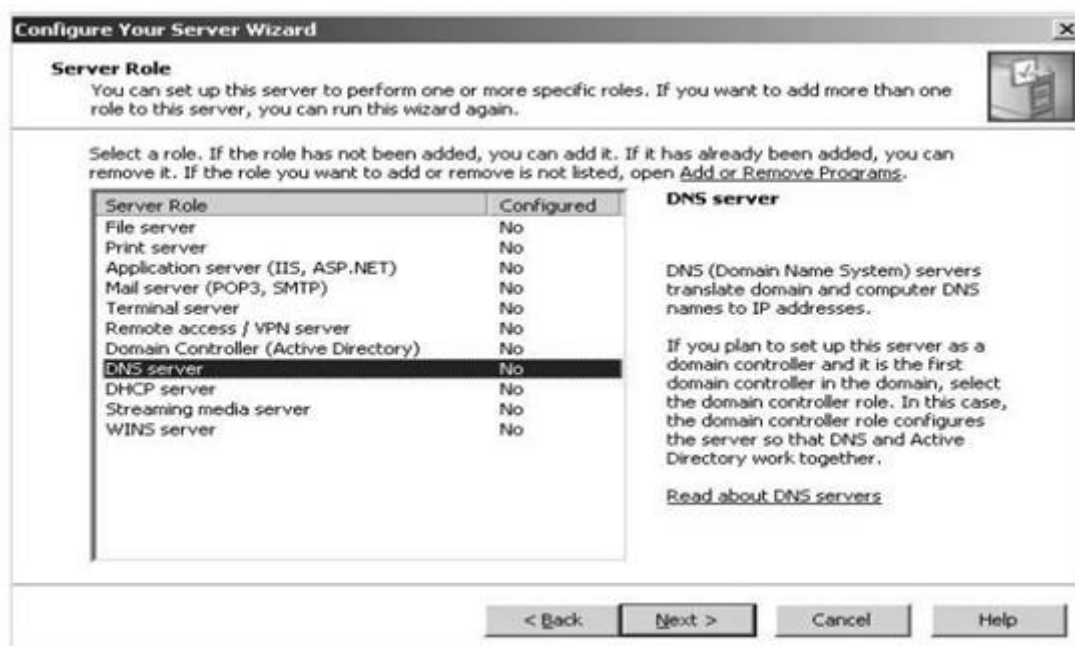 Configure Your Server Wizard
Server Role
You can set up this server to perform one or more specific roles. If you want to add more than one
role to this server, you can run this wizard again.
Select a role. If the role has not been added, you can add it. If it has already been added, you can
remove it. If the role you want to add or remove is not listed, open Add or Remove Programs.
Server Role Configured
File server No
Print server No
Application server (IIS, ASP.NET) No
Mail server (POP3, SMTP) No
Terminal server No
Remote access / VPN server No
Domain Controller (Active Directory) No
DNS server No
DHCP server No
Streaming media server No
WINS server No
DNS server
DNS (Domain Name System) servers
translate domain and computer DNS
names to IP addresses.
If you plan to set up this server as a
domain controller and it is the first
domain controller in the domain, select
the domain controller role. In this case,
the domain controller role configures
the server so that DNS and Active
Directory work together.
Read about DNS servers
< Back Next > Cancel Help